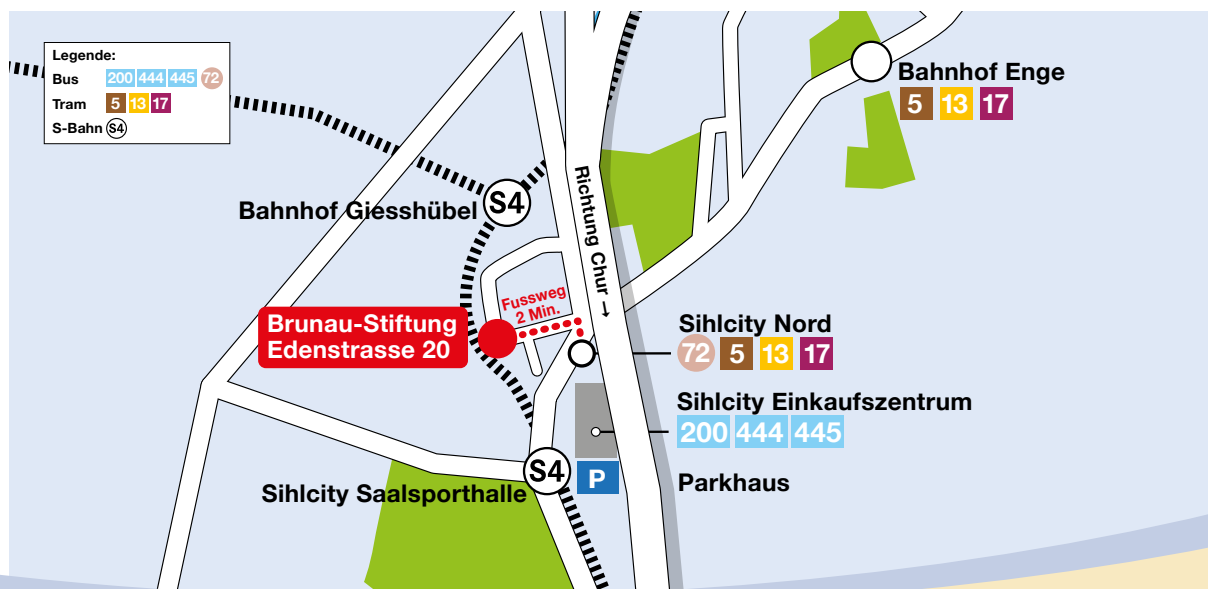 Legende:
Bus 200 444 445 72
Tram 5 13 17
S-Bahn S4
Bahnhof Enge
5 13 17
Bahnhof Giesshübel
S4
Richtung Chur →
Fussweg
2 Min.
Brunau-Stiftung
Edenstrasse 20
Sihlcity Nord
72 5 13 17
Sihlcity Einkaufszentrum
200 444 445
Sihlcity Saalsporthalle
S4
P
Parkhaus